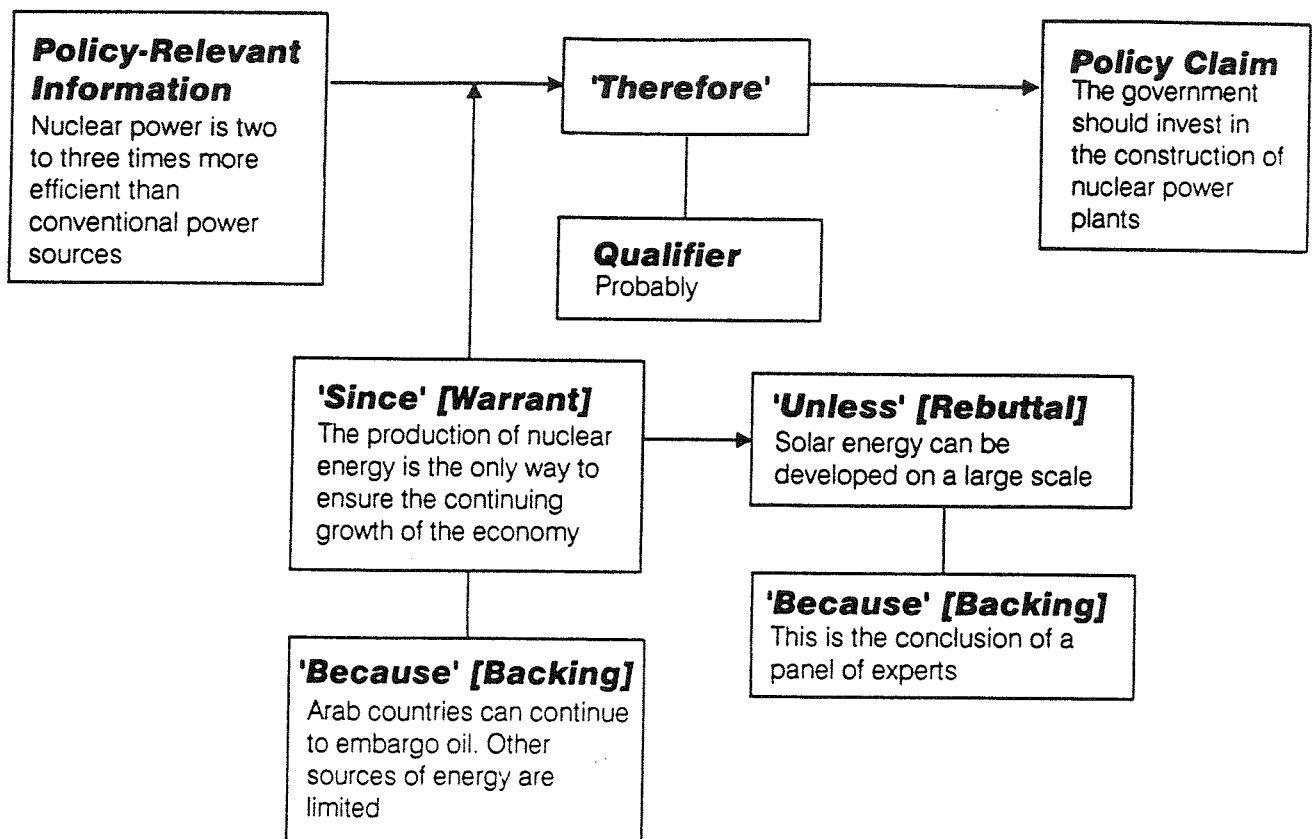 Policy-Relevant
Information
Nuclear power is two
to three times more
efficient than
conventional power
sources
'Therefore'
Policy Claim
The government
should invest in
the construction of
nuclear power
plants
Qualifier
Probably
'Since' [Warrant]
The production of nuclear
energy is the only way to
ensure the continuing
growth of the economy
'Unless' [Rebuttal]
Solar energy can be
developed on a large scale
'Because' [Backing]
This is the conclusion of a
panel of experts
'Because' [Backing]
Arab countries can continue
to embargo oil. Other
sources of energy are
limited